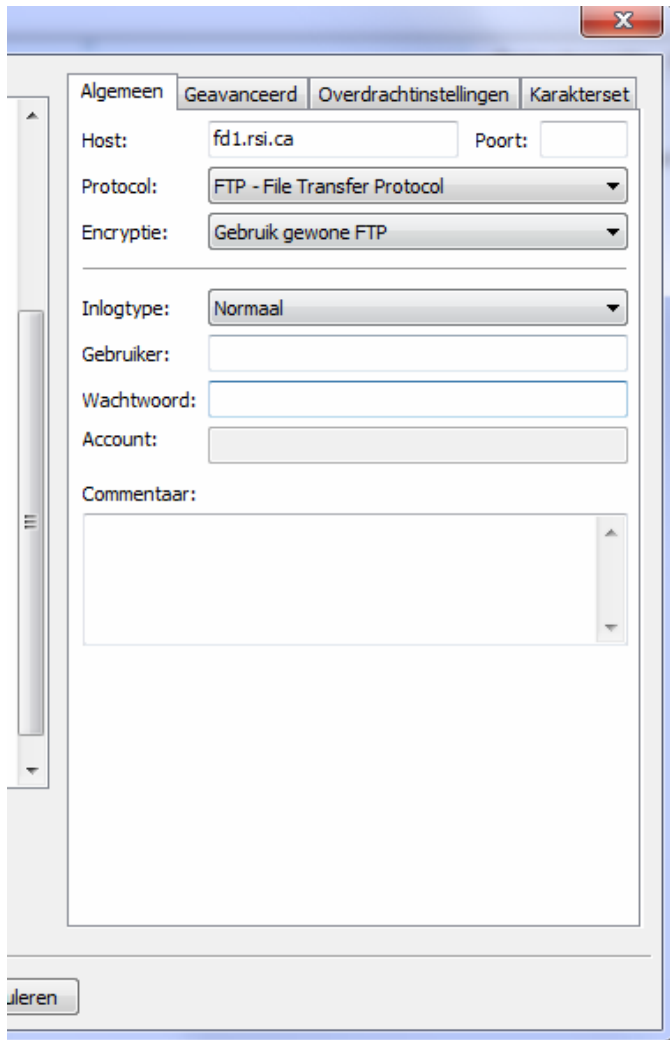 x
Algemeen Geavanceerd Overdrachtinstellingen Karakterset
Host: fd1.rsi.ca Poort:
Protocol: FTP - File Transfer Protocol
Encryptie: Gebruik gewone FTP
Inlogtype: Normaal
Gebruiker:
Wachtwoord:
Account:
Commentaar:
uleren